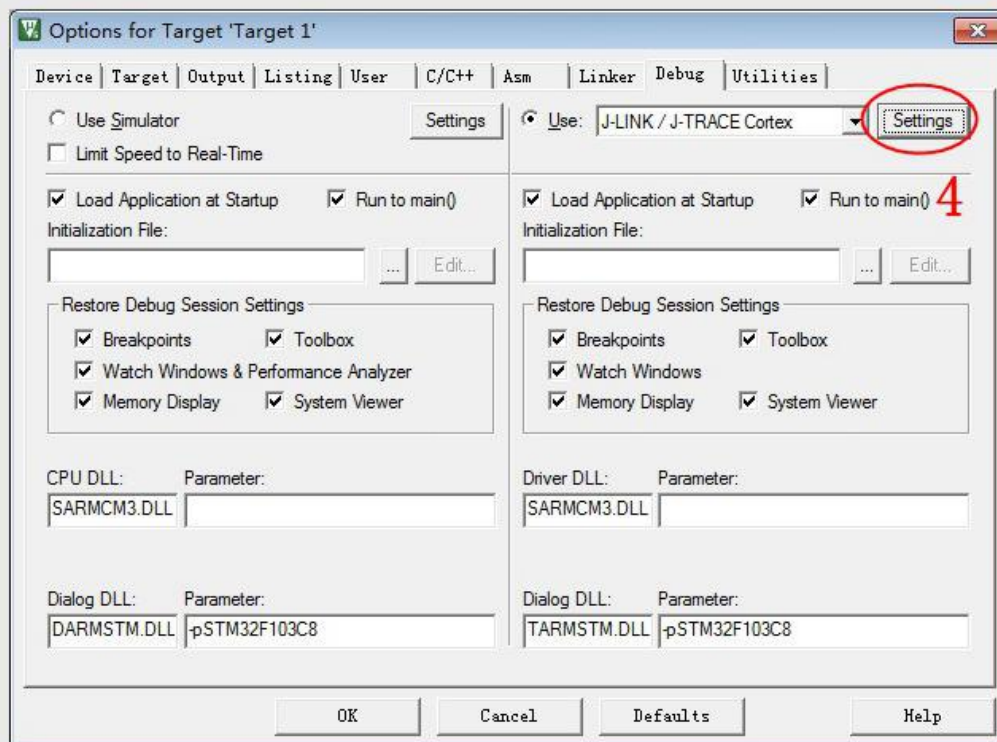 Options for Target 'Target 1'
Device Target Output Listing User C/C++ Asm Linker Debug Utilities
Use Simulator
Settings
Limit Speed to Real-Time
Use: J-LINK / J-TRACE Cortex
Settings
Load Application at Startup
Run to main()
Initialization File:
...
Edit...
Restore Debug Session Settings
Breakpoints
Toolbox
Watch Windows & Performance Analyzer
Memory Display
System Viewer
CPU DLL:
Parameter:
SARMCM3.DLL
Dialog DLL:
Parameter:
DARMSTM.DLL
-pSTM32F103C8
Load Application at Startup
Run to main()
4
Initialization File:
...
Edit...
Restore Debug Session Settings
Breakpoints
Toolbox
Watch Windows
Memory Display
System Viewer
Driver DLL:
Parameter:
SARMCM3.DLL
Dialog DLL:
Parameter:
TARMSTM.DLL
-pSTM32F103C8
OK
Cancel
Defaults
Help